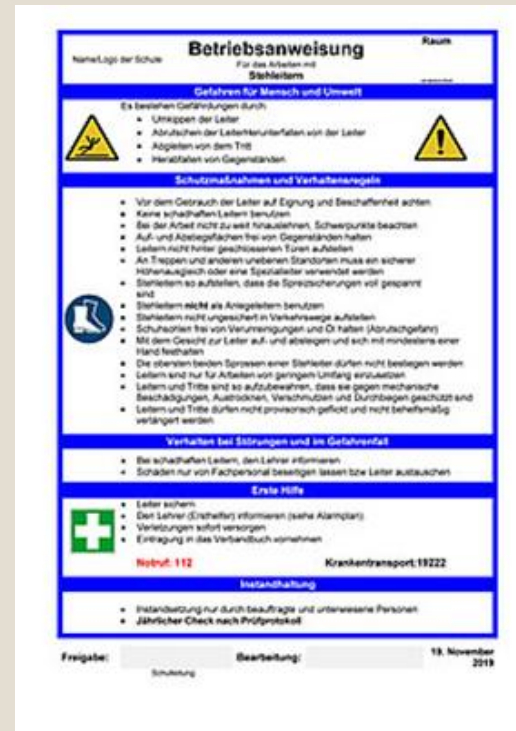 Name/Logo der Schule
Betriebsanweisung
Für das Arbeiten mit
Stehleitern
Raum
Gefahren für Mensch und Umwelt
Es bestehen Gefährdungen durch:
Umkippen der Leiter
Abrutschen der Leiter/Herunterfallen von der Leiter
Abgleiten von dem Tritt
Herabfallen von Gegenständen
Schutzmaßnahmen und Verhaltensregeln
Vor dem Gebrauch der Leiter auf Eignung und Beschaffenheit achten
Keine schadhaften Leitern benutzen
Bei der Arbeit nicht zu weit hinauslehnen, Schwerpunkte beachten
Auf- und Abstiegsflächen frei von Gegenständen halten
Leitern nicht hinter geschlossenen Türen aufstellen
An Treppen und anderen unebenen Standorten muss ein sicherer
Höhenausgleich oder eine Spezialleiter verwendet werden
Stehleitern so aufstellen, dass die Spreizsicherungen voll gespannt
sind
Stehleitern nicht als Anlegeleitern benutzen
Stehleitern nicht ungesichert in Verkehrswege aufstellen
Schuhsohlen frei von Verunreinigungen und Öl halten (Abrutschgefahr)
Mit dem Gesicht zur Leiter auf- und absteigen und sich mit mindestens einer
Hand festhalten
Die obersten beiden Sprossen einer Stehleiter dürfen nicht bestiegen werden
Leitern sind nur für Arbeiten von geringem Umfang einzusetzen
Leitern und Tritte sind so aufzubewahren, dass sie gegen mechanische
Beschädigungen, Austrocknen, Verschmutzen und Durchbiegen geschützt sind
Leitern und Tritte dürfen nicht provisorisch geflickt und nicht behelfsmäßig
verlängert werden
Verhalten bei Störungen und im Gefahrenfall
Bei schadhaften Leitern, den Lehrer informieren
Schäden nur von Fachpersonal beseitigen lassen bzw Leiter austauschen
Erste Hilfe
Leiter sichern
Den Lehrer (Ersthelfer) informieren (siehe Alarmplan)
Verletzungen sofort versorgen
Eintragung in das Verbandbuch vornehmen
Notruf: 112
Krankentransport:19222
Instandhaltung
Instandsetzung nur durch beauftragte und unterwiesene Personen
Jährlicher Check nach Prüfprotokoll
Freigabe:
Bearbeitung:
19. November
2019
Schulleitung